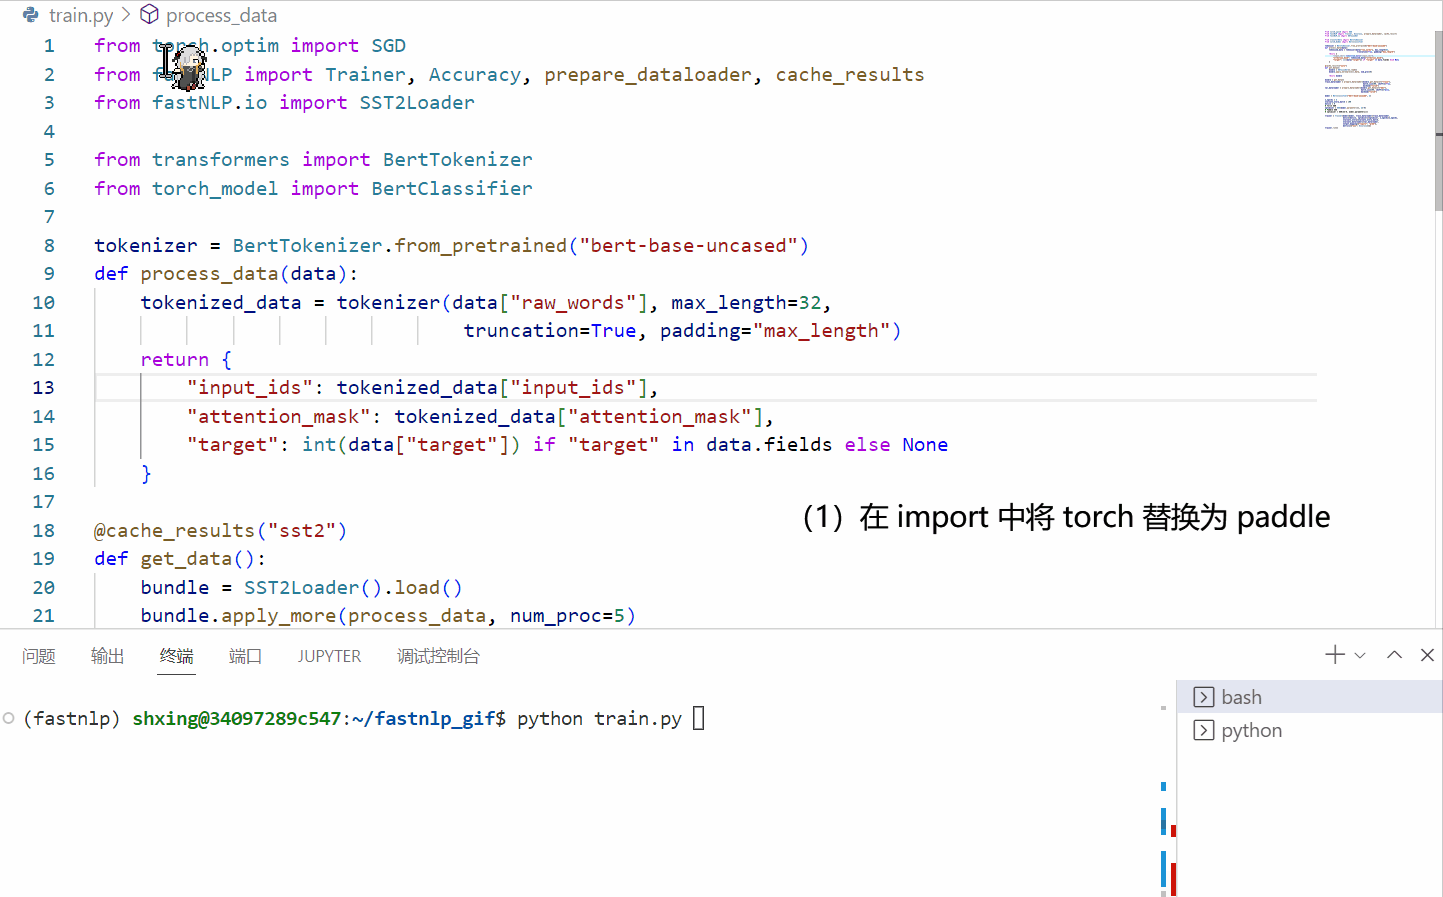 train.py > process_data
1 from torch.optim import SGD
2 from fastNLP import Trainer, Accuracy, prepare_dataloader, cache_results
3 from fastNLP.io import SST2Loader
4
5 from transformers import BertTokenizer
6 from torch_model import BertClassifier
7
8 tokenizer = BertTokenizer.from_pretrained("bert-base-uncased")
9 def process_data(data):
10 tokenized_data = tokenizer(data["raw_words"], max_length=32,
11 truncation=True, padding="max_length")
12 return {
13 "input_ids": tokenized_data["input_ids"],
14 "attention_mask": tokenized_data["attention_mask"],
15 "target": int(data["target"]) if "target" in data.fields else None
16 }
17
（1）在 import 中将 torch 替换为 paddle
18 @cache_results("sst2")
19 def get_data():
20 bundle = SST2Loader().load()
21 bundle.apply_more(process_data, num_proc=5)
问题 输出 终端 端口 JUPYTER 调试控制台
(fastnlp) shxing@34097289c547:~/fastnlp_gif$ python train.py
bash
python